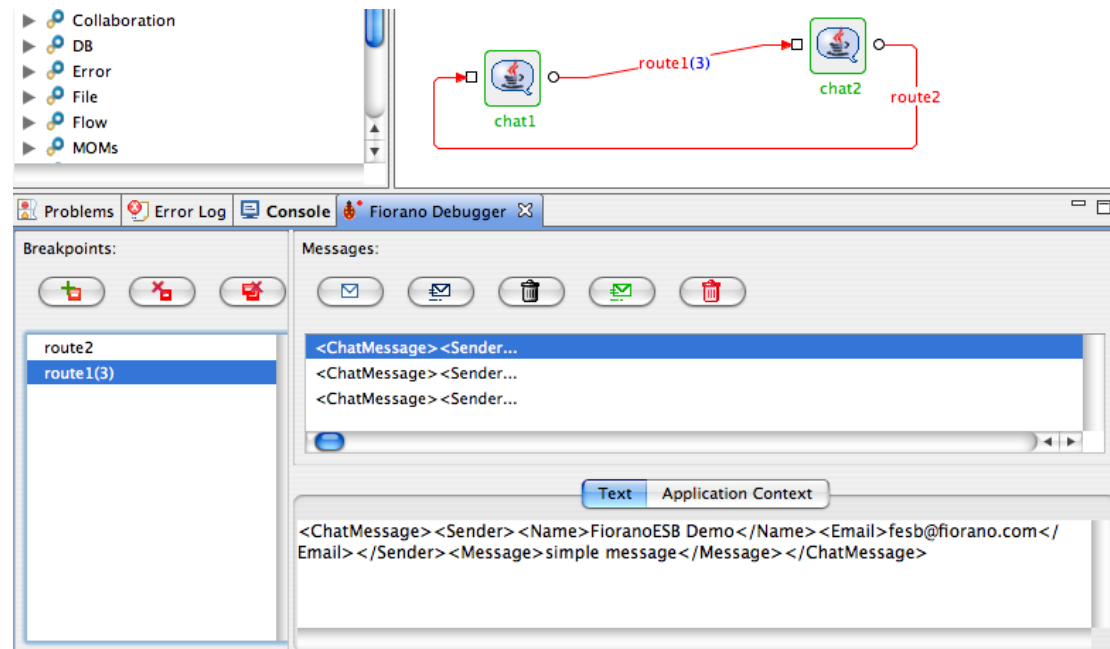 Collaboration
DB
Error
File
Flow
MOMs
route1(3)
chat1
chat2
route2
Problems
Error Log
Console
Fiorano Debugger
Breakpoints:
Messages:
route2
route1(3)
<ChatMessage><Sender...
<ChatMessage><Sender...
<ChatMessage><Sender...
Text
Application Context
<ChatMessage><Sender><Name>FioranoESB Demo</Name><Email>fesb@fiorano.com</
Email></Sender><Message>simple message</Message></ChatMessage>